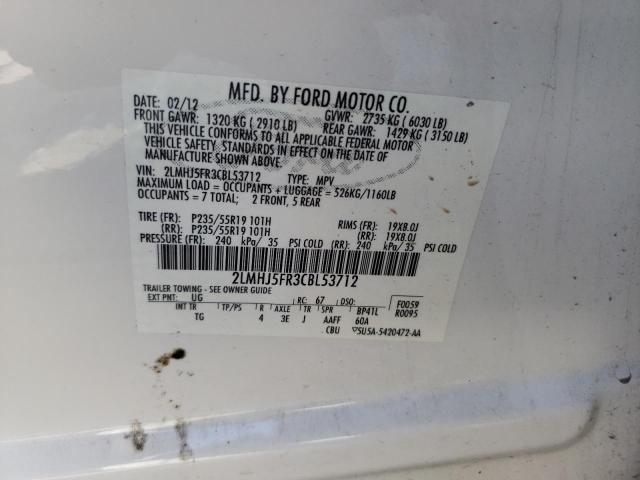 MFD. BY FORD MOTOR CO.
DATE: 02/12 GVWR: 2735 KG ( 6030 LB)
FRONT GAWR: 1320 KG ( 2910 LB) REAR GAWR: 1429 KG ( 3150 LB)
THIS VEHICLE CONFORMS TO ALL APPLICABLE FEDERAL MOTOR
VEHICLE SAFETY STANDARDS IN EFFECT ON THE DATE OF
MANUFACTURE SHOWN ABOVE.
VIN: 2LMHJ5FR3CBL53712 TYPE: MPV
MAXIMUM LOAD = OCCUPANTS + LUGGAGE = 526KG/1160LB
OCCUPANTS = 7 TOTAL: 2 FRONT, 5 REAR
TIRE (FR): P235/55R19 101H RIMS (FR): 19X8.0J
TIRE (RR): P235/55R19 101H RIMS (RR): 19X8.0J
PRESSURE (FR): 240 kPa/ 35 PSI COLD (RR): 240 kPa/ 35 PSI COLD
2LMHJ5FR3CBL53712
TRAILER TOWING - SEE OWNER GUIDE
EXT PNT: UG RC: 67 DSO: F0059
INT TR TP/PS R AXLE TR SPR BP41L R0095
TG 4 3E J AAFF 60A
CBU 5U5A-5420472-AA